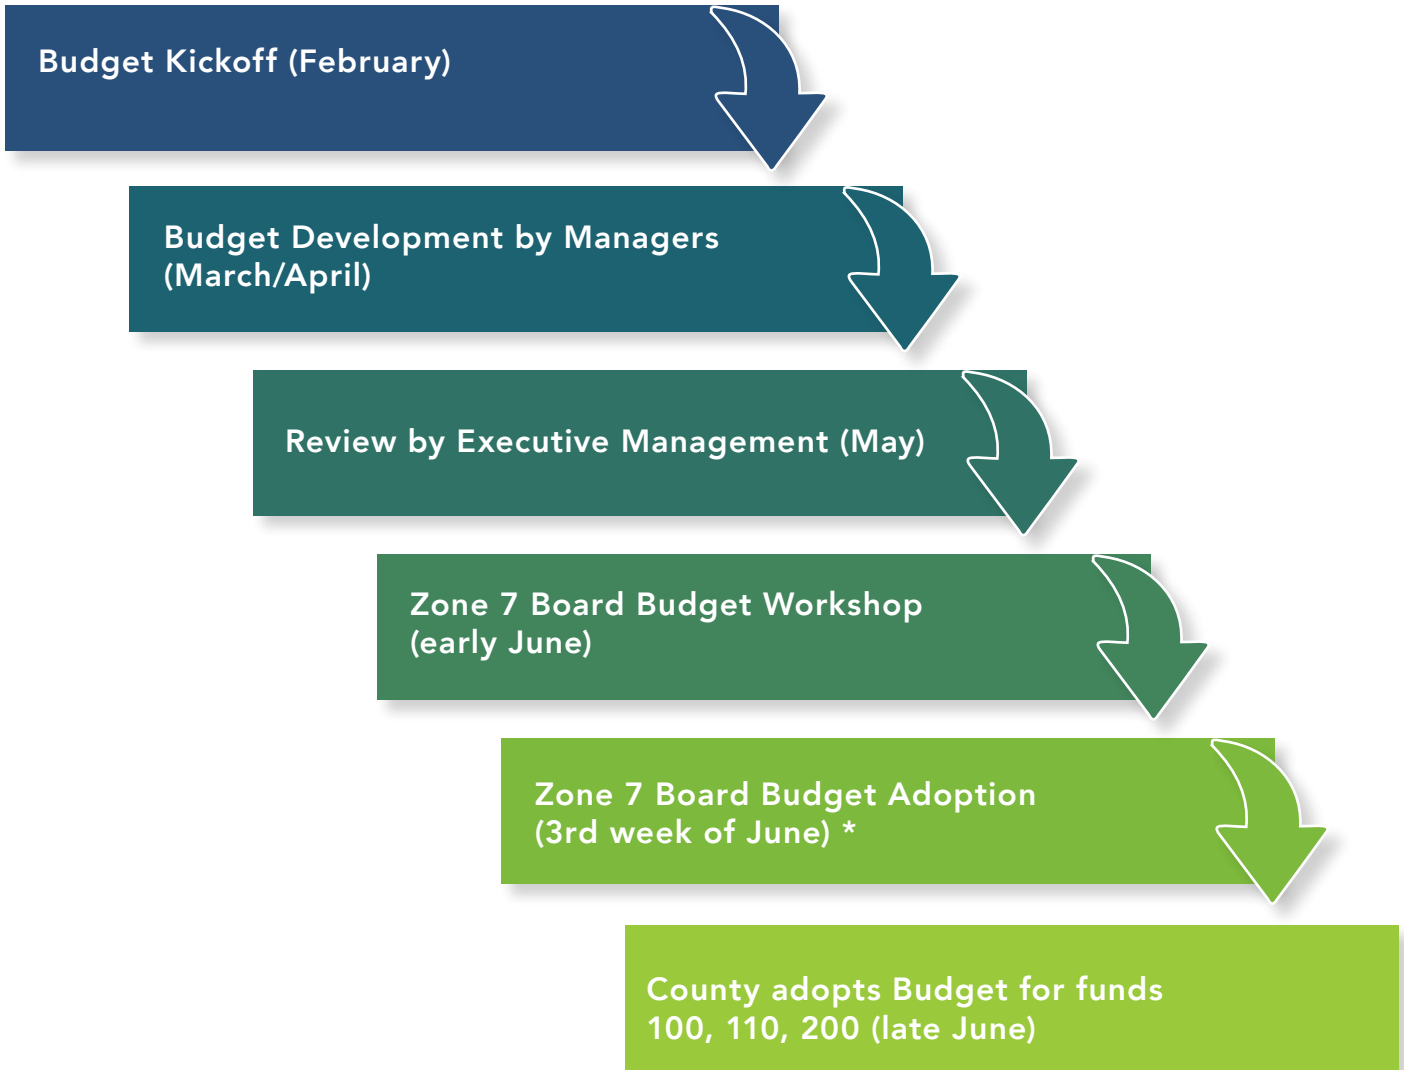 Budget Kickoff (February)
Budget Development by Managers
(March/April)
Review by Executive Management (May)
Zone 7 Board Budget Workshop
(early June)
Zone 7 Board Budget Adoption
(3rd week of June) *
County adopts Budget for funds
100, 110, 200 (late June)